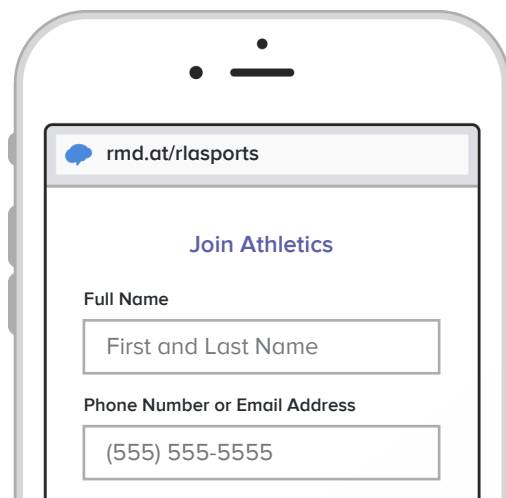 rmd.at/rlasports
Join Athletics
Full Name
First and Last Name
Phone Number or Email Address
(555) 555-5555